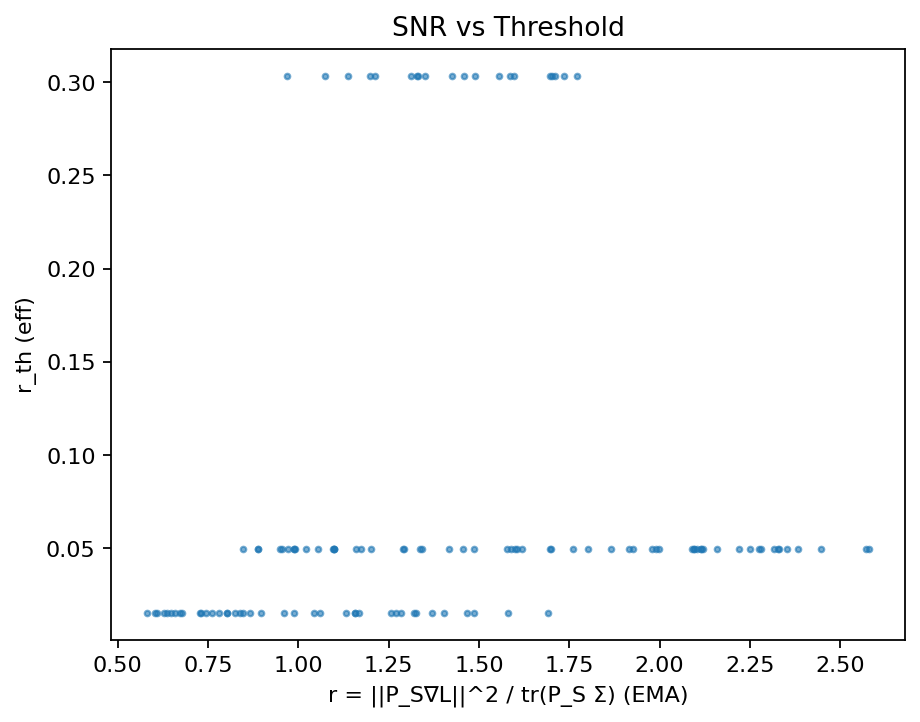 SNR vs Threshold
0.30
0.25
0.20
0.15
0.10
0.05
r_th (eff)
0.50 0.75 1.00 1.25 1.50 1.75 2.00 2.25 2.50
r = ||P_S∇L||^2 / tr(P_S Σ) (EMA)